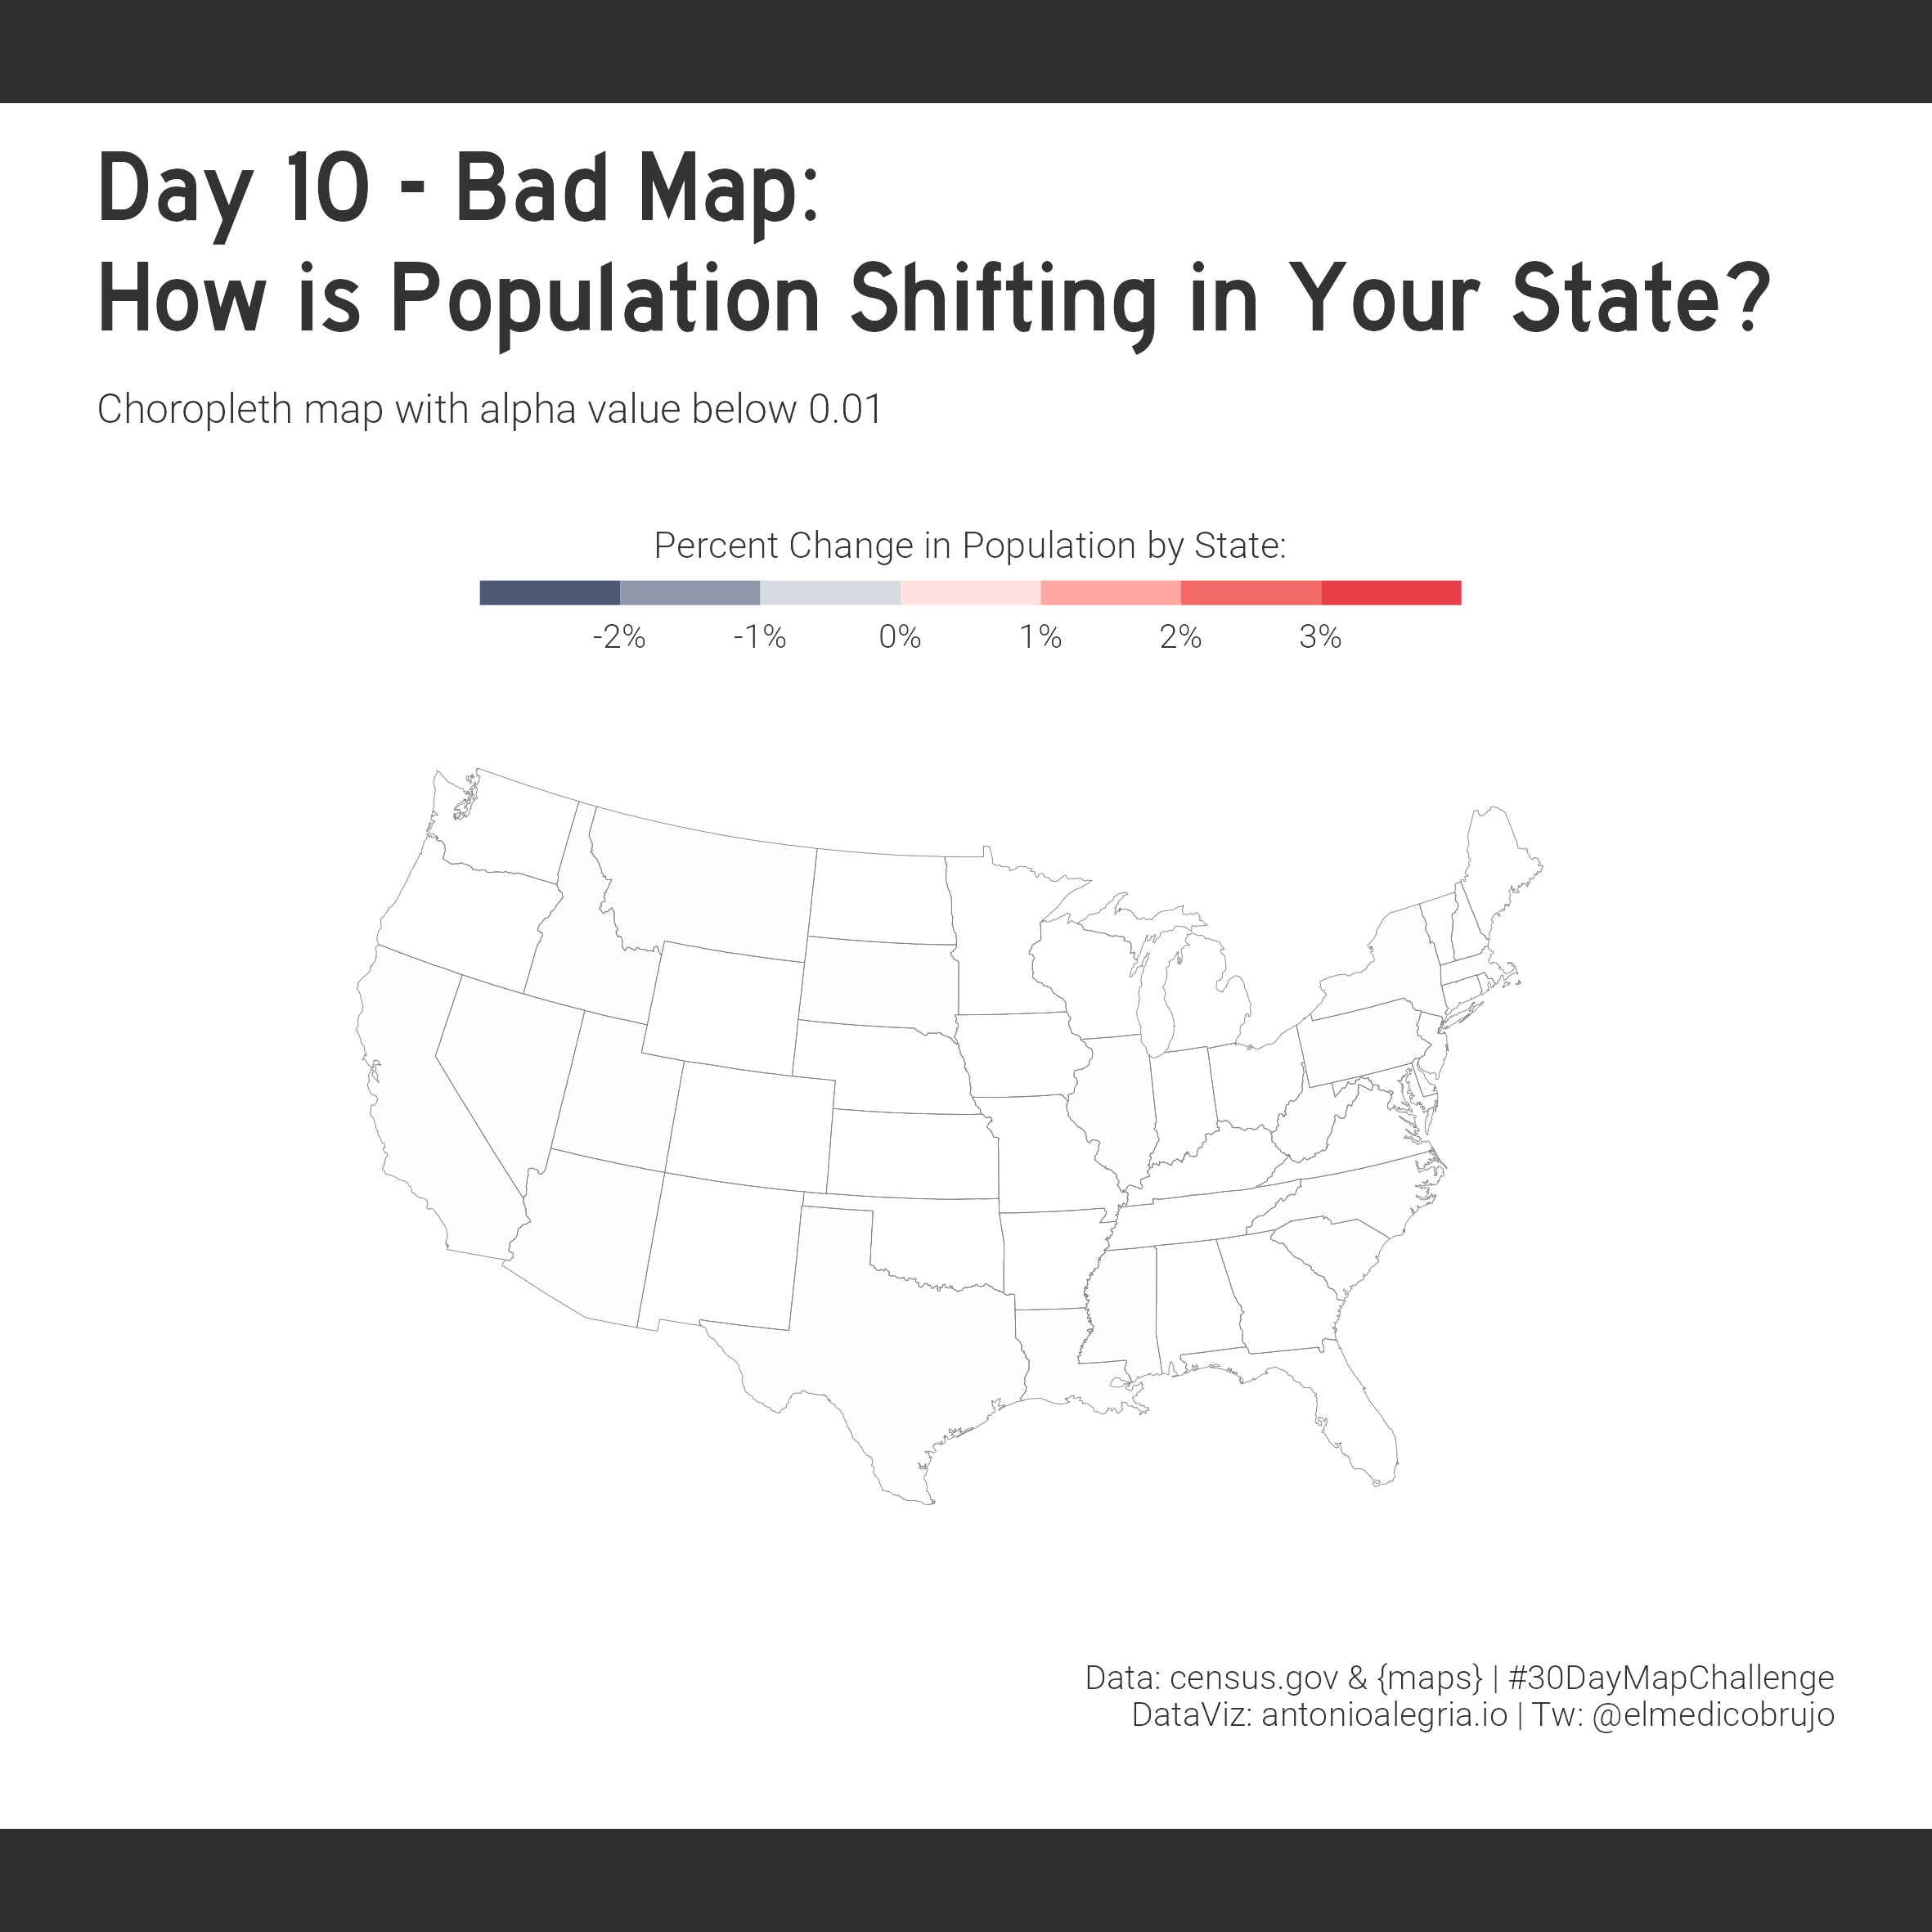 Day 10 - Bad Map:
How is Population Shifting in Your State?
Choropleth map with alpha value below 0.01
Percent Change in Population by State:
-2% -1% 0% 1% 2% 3%
Data: census.gov & {maps} | #30DayMapChallenge
DataViz: antonioalegria.io | Tw: @elmedicobrujo